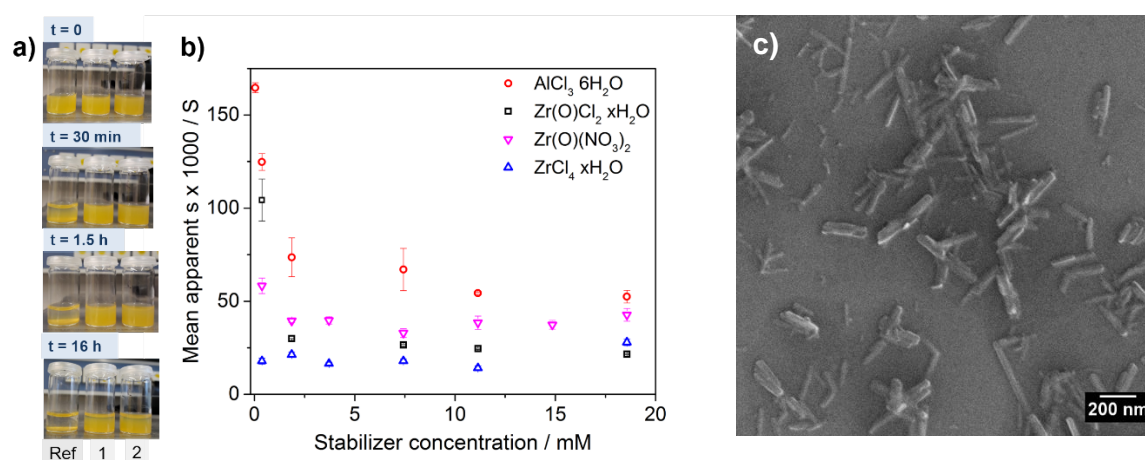 a)
t = 0
t = 30 min
t = 1.5 h
t = 16 h
Ref 1 2
b)
Mean apparent s x 1000 / S
150
100
50
0
0 5 10 15 20
Stabilizer concentration / mM
AlCl₃ 6H₂O
Zr(O)Cl₂ xH₂O
Zr(O)(NO₃)₂
ZrCl₄ xH₂O
c)
200 nm